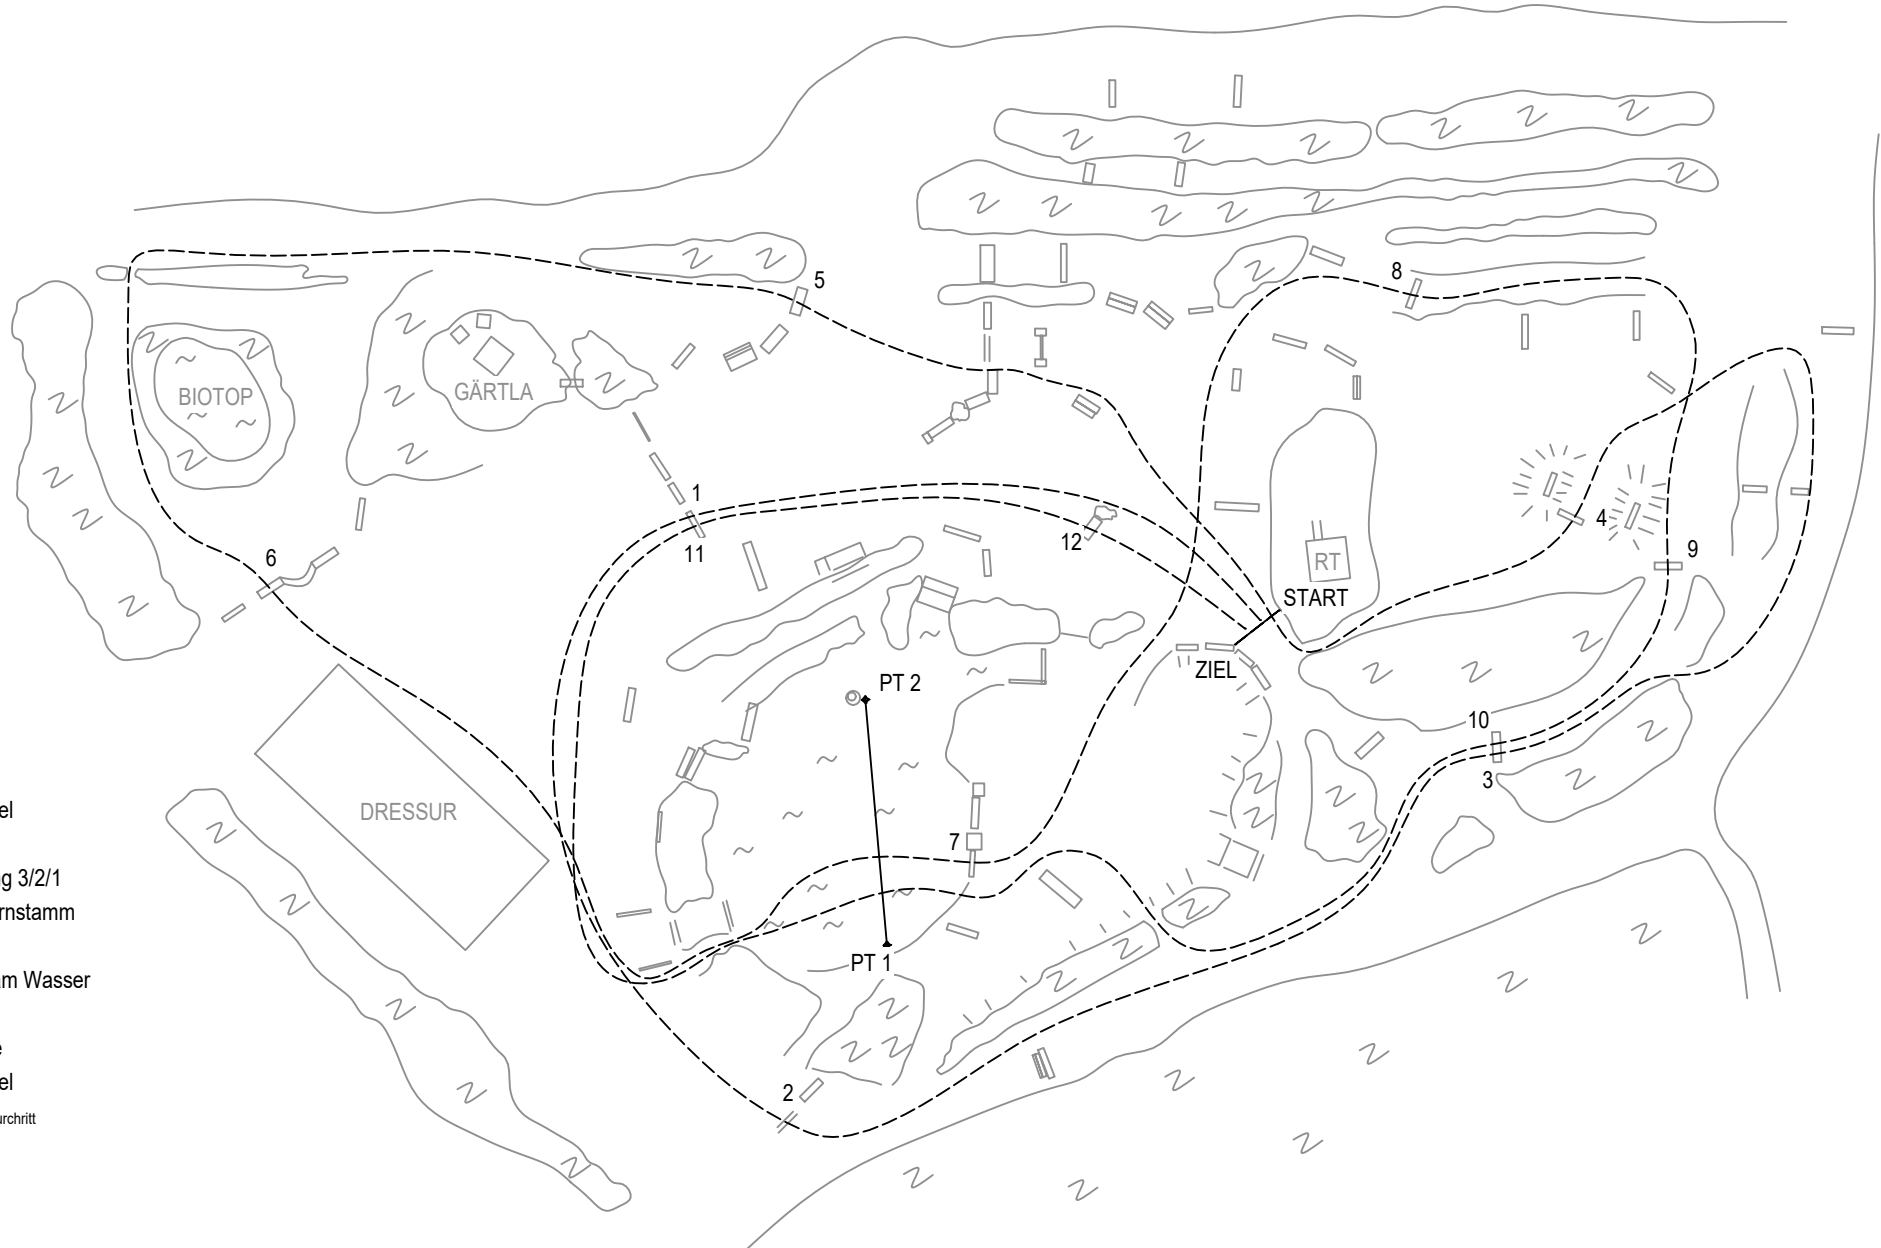 5
8
BIOTOP
GÄRTLA
1
11
12
4
9
6
RT
START
ZIEL
PT 2
10
3
DRESSUR
7
PT 1
2
el
g 3/2/1
rnstamm
am Wasser
e
el
urchritt